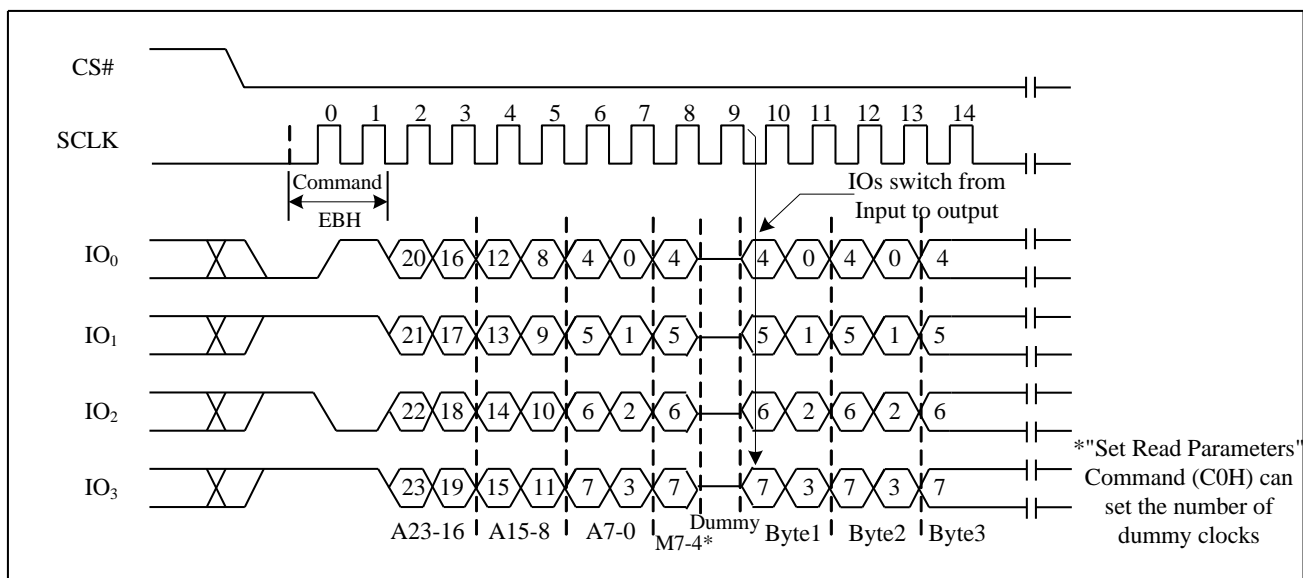 CS#
0 1 2 3 4 5 6 7 8 9 10 11 12 13 14
SCLK
Command
EBH
IOs switch from
Input to output
IO0 20 16 12 8 4 0 4 4 0 4 0 4
IO1 21 17 13 9 5 1 5 5 1 5 1 5
IO2 22 18 14 10 6 2 6 6 2 6 2 6
IO3 23 19 15 11 7 3 7 7 3 7 3 7
A23-16 A15-8 A7-0 M7-4* Dummy Byte1 Byte2 Byte3
*"Set Read Parameters"
Command (C0H) can
set the number of
dummy clocks